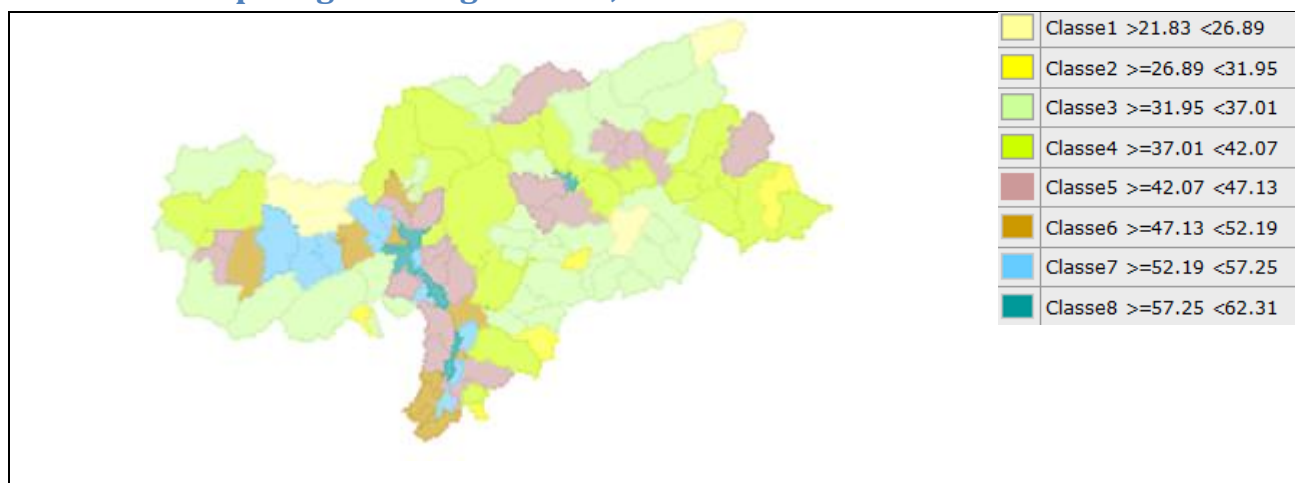 Classe1 >21.83 <26.89
Classe2 >=26.89 <31.95
Classe3 >=31.95 <37.01
Classe4 >=37.01 <42.07
Classe5 >=42.07 <47.13
Classe6 >=47.13 <52.19
Classe7 >=52.19 <57.25
Classe8 >=57.25 <62.31